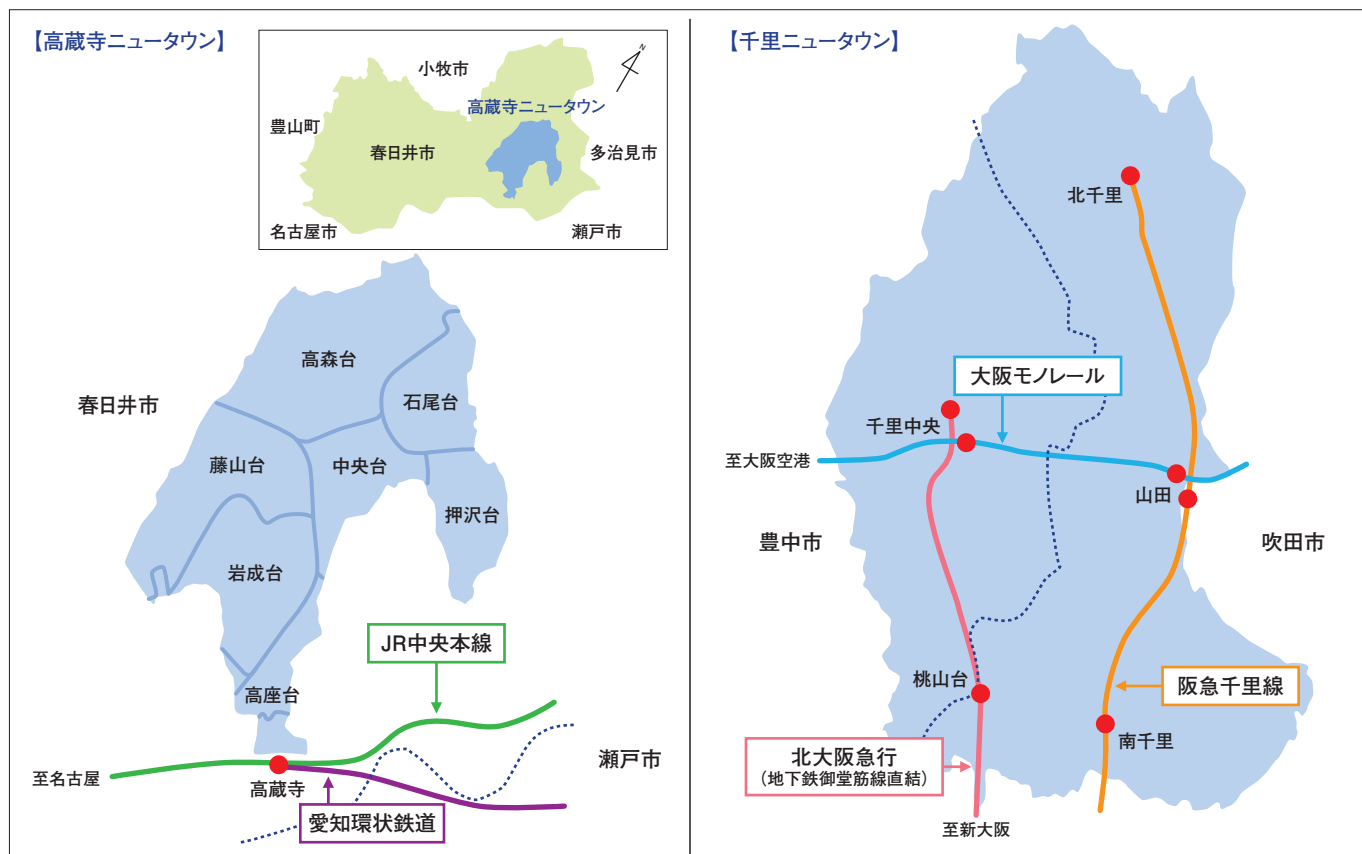 【高蔵寺ニュータウン】
N
小牧市
高蔵寺ニュータウン
豊山町
春日井市
多治見市
名古屋市
瀬戸市
高森台
春日井市
石尾台
藤山台
中央台
押沢台
岩成台
JR中央本線
高座台
瀬戸市
至名古屋
高蔵寺
愛知環状鉄道
【千里ニュータウン】
北千里
大阪モノレール
千里中央
至大阪空港
山田
豊中市
吹田市
桃山台
阪急千里線
南千里
北大阪急行
(地下鉄御堂筋線直結)
至新大阪